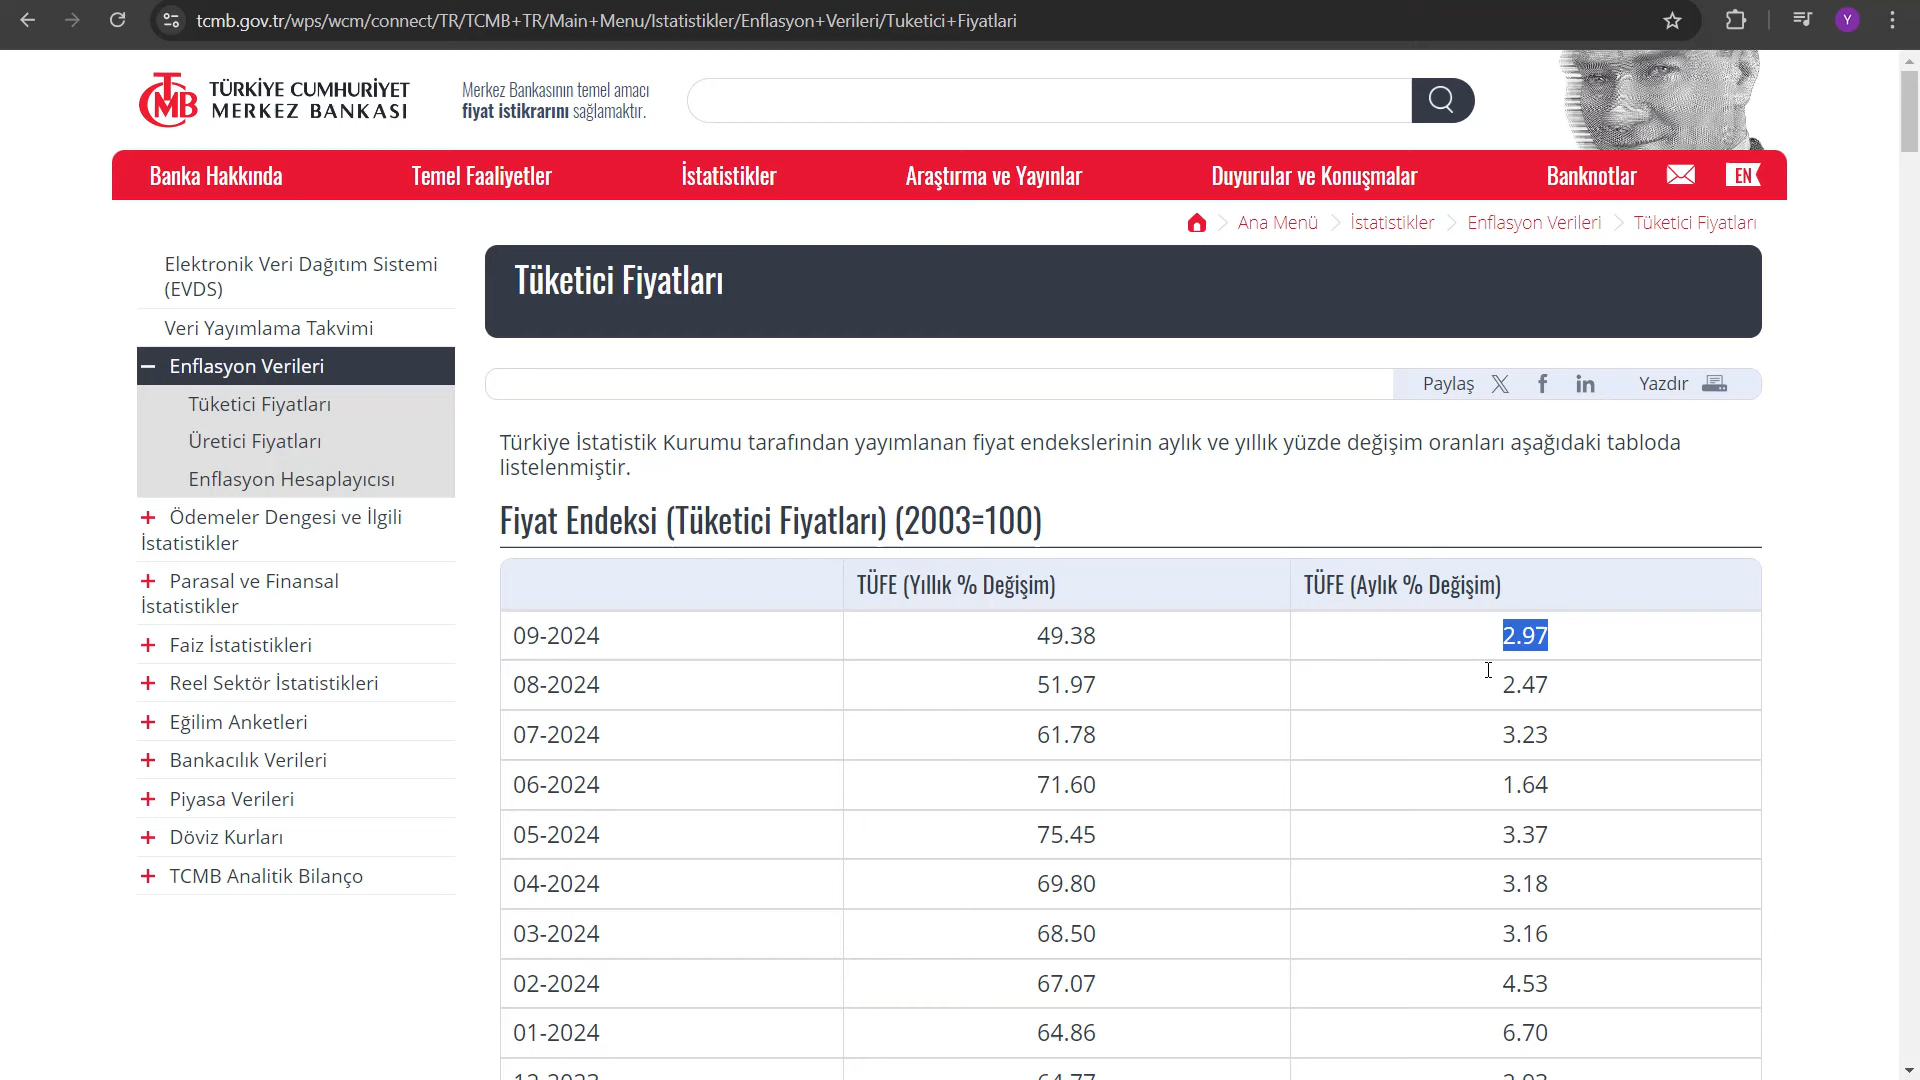 tcmb.gov.tr/wps/wcm/connect/TR/TCMB+TR/Main+Menu/Istatistikler/Enflasyon+Verileri/Tuketici+Fiyatlari
Y
TÜRKİYE CUMHURİYET
MERKEZ BANKASI
Merkez Bankasının temel amacı
fiyat istikrarını sağlamaktır.
Banka Hakkında
Temel Faaliyetler
İstatistikler
Araştırma ve Yayınlar
Duyurular ve Konuşmalar
Banknotlar
EN
Ana Menü
İstatistikler
Enflasyon Verileri
Tüketici Fiyatları
Elektronik Veri Dağıtım Sistemi
(EVDS)
Veri Yayımlama Takvimi
Enflasyon Verileri
Tüketici Fiyatları
Üretici Fiyatları
Enflasyon Hesaplayıcısı
Ödemeler Dengesi ve İlgili
İstatistikler
Parasal ve Finansal
İstatistikler
Faiz İstatistikleri
Reel Sektör İstatistikleri
Eğilim Anketleri
Bankacılık Verileri
Piyasa Verileri
Döviz Kurları
TCMB Analitik Bilanço
Tüketici Fiyatları
Paylaş
Yazdır
Türkiye İstatistik Kurumu tarafından yayımlanan fiyat endekslerinin aylık ve yıllık yüzde değişim oranları aşağıdaki tabloda
listelenmiştir.
Fiyat Endeksi (Tüketici Fiyatları) (2003=100)
TÜFE (Yıllık % Değişim) TÜFE (Aylık % Değişim)
09-2024 49.38 2.97
08-2024 51.97 2.47
07-2024 61.78 3.23
06-2024 71.60 1.64
05-2024 75.45 3.37
04-2024 69.80 3.18
03-2024 68.50 3.16
02-2024 67.07 4.53
01-2024 64.86 6.70
12-2023 64.77 2.93